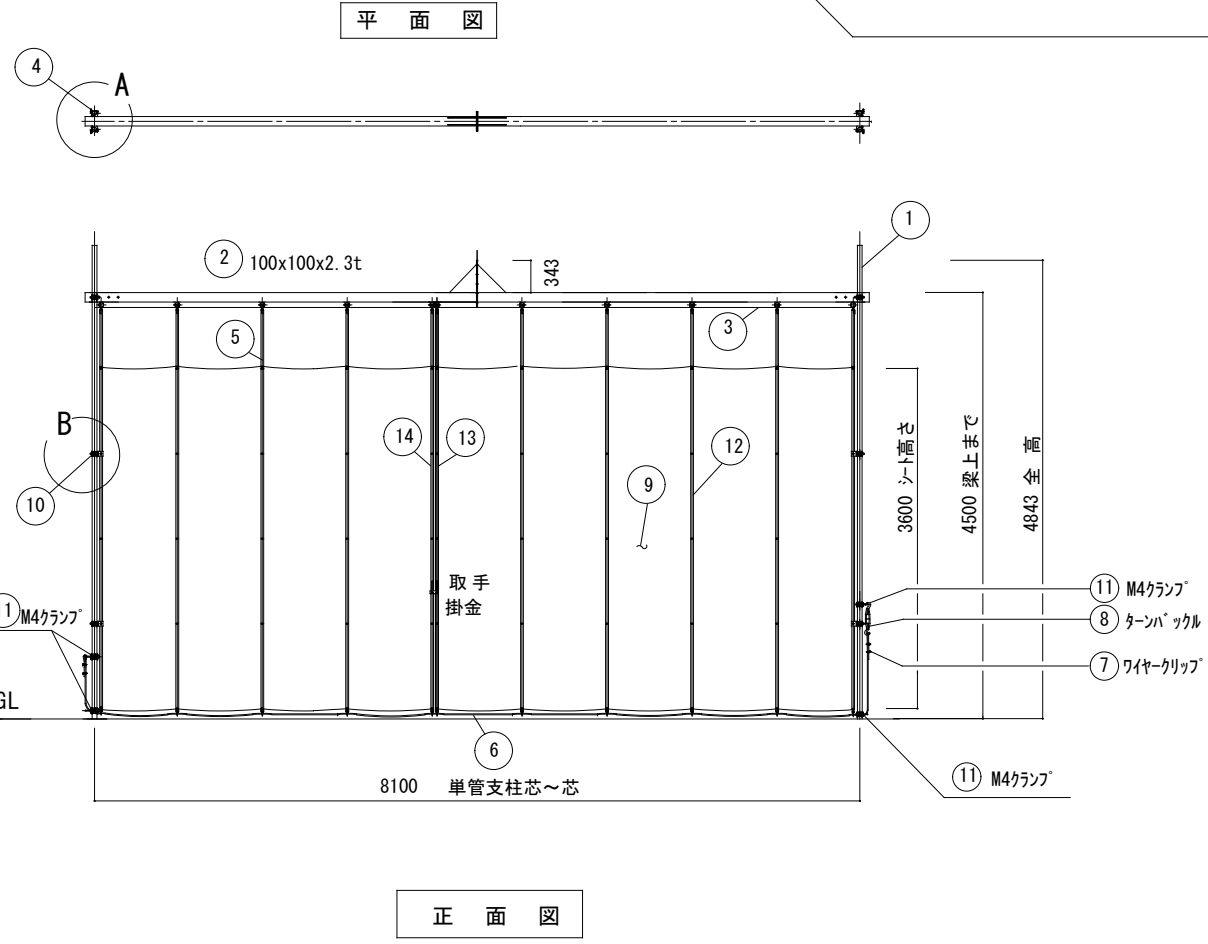 平 面 図
4
A
1
2 100x100x2.3t
343
3
5
B
14
13
12
9
10
3600 シート高さ
4500 梁上まで
4843 全 高
取 手
掛金
11 M4クランプ
11 M4クランプ
8 ターンバックル
7 ワイヤークリップ
GL
6
8100 単管支柱芯～芯
11 M4クランプ
正 面 図